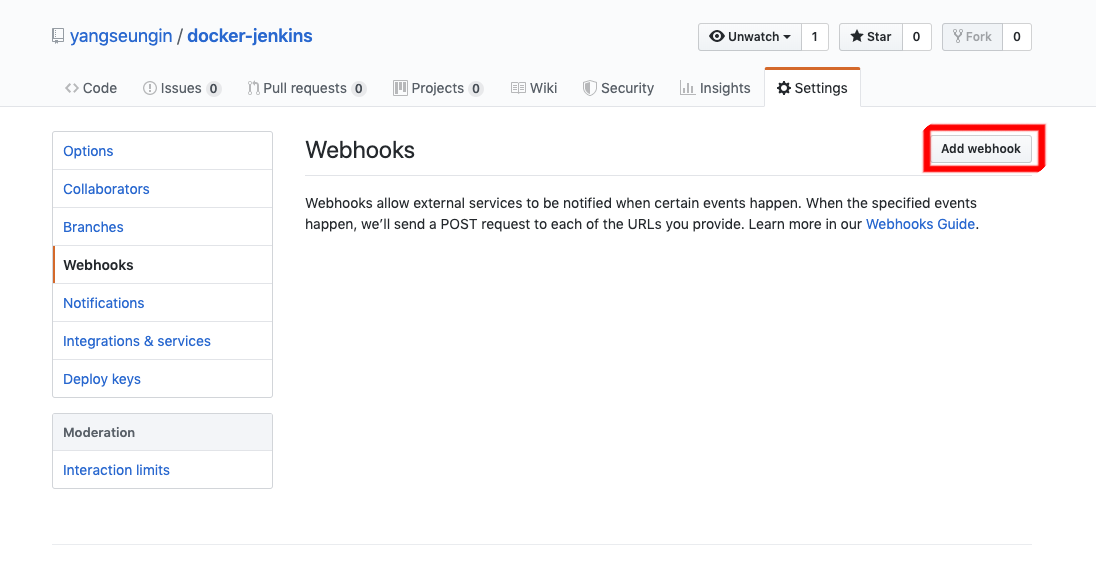 yangseungin / docker-jenkins
Unwatch 1 Star 0 Fork 0
Code Issues 0 Pull requests 0 Projects 0 Wiki Security Insights Settings
Options
Collaborators
Branches
Webhooks
Notifications
Integrations & services
Deploy keys
Moderation
Interaction limits
Webhooks
Add webhook
Webhooks allow external services to be notified when certain events happen. When the specified events
happen, we’ll send a POST request to each of the URLs you provide. Learn more in our Webhooks Guide.